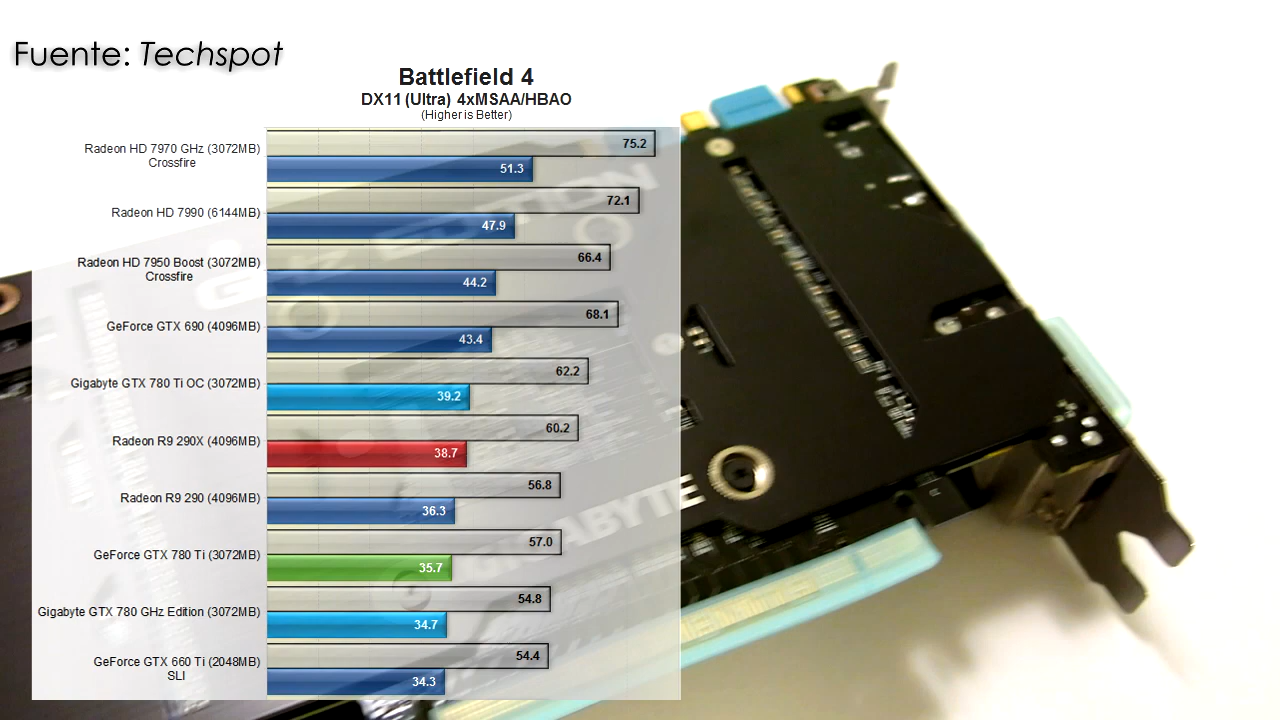 Fuente: Techspot
Battlefield 4
DX11 (Ultra) 4xMSAA/HBAO
(Higher is Better)
Radeon HD 7970 GHz (3072MB)
Crossfire
75.2
51.3
Radeon HD 7990 (6144MB)
72.1
47.9
Radeon HD 7950 Boost (3072MB)
Crossfire
66.4
44.2
GeForce GTX 690 (4096MB)
68.1
43.4
Gigabyte GTX 780 Ti OC (3072MB)
62.2
39.2
Radeon R9 290X (4096MB)
60.2
38.7
Radeon R9 290 (4096MB)
56.8
36.3
GeForce GTX 780 Ti (3072MB)
57.0
35.7
Gigabyte GTX 780 GHz Edition (3072MB)
54.8
34.7
GeForce GTX 660 Ti (2048MB)
SLI
54.4
34.3
GHz EDITION
GIGABYTE